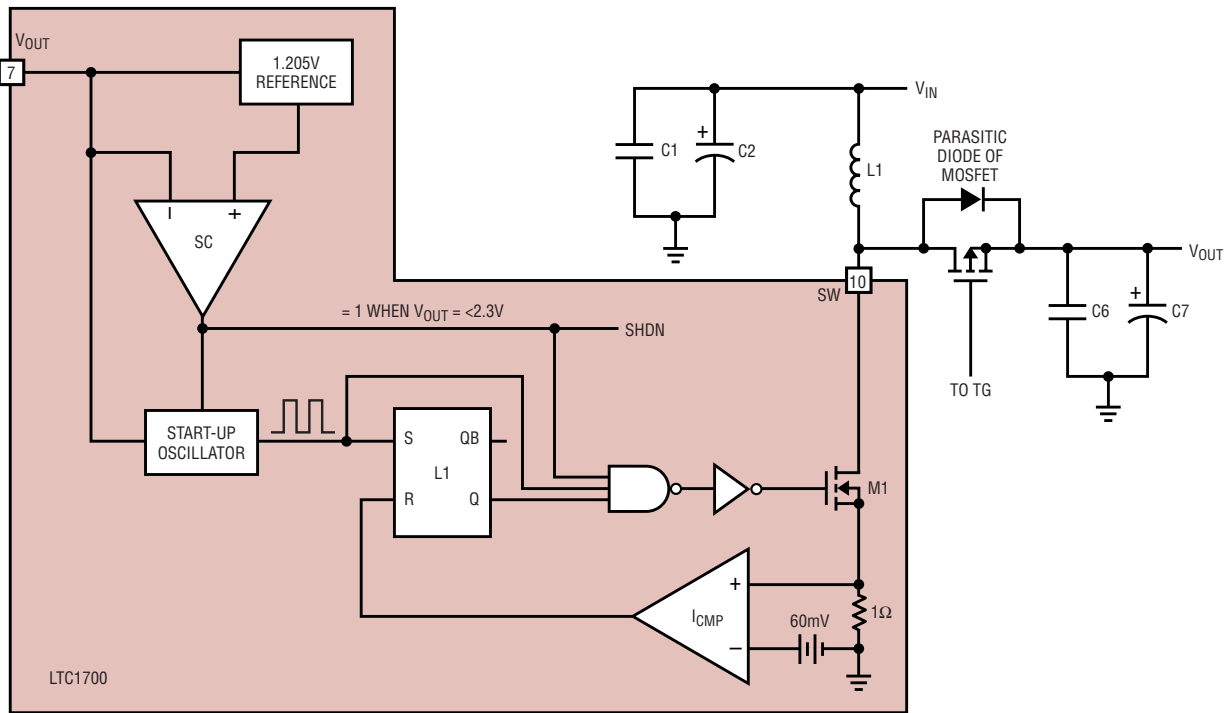 VOUT
7
1.205V
REFERENCE
VIN
C1
+
C2
L1
PARASITIC
DIODE OF
MOSFET
– +
SC
VOUT
10
SW
C6
+
C7
TO TG
= 1 WHEN VOUT = <2.3V
SHDN
START-UP
OSCILLATOR
S
QB
L1
R
Q
M1
+
ICMP
–
60mV
1Ω
LTC1700